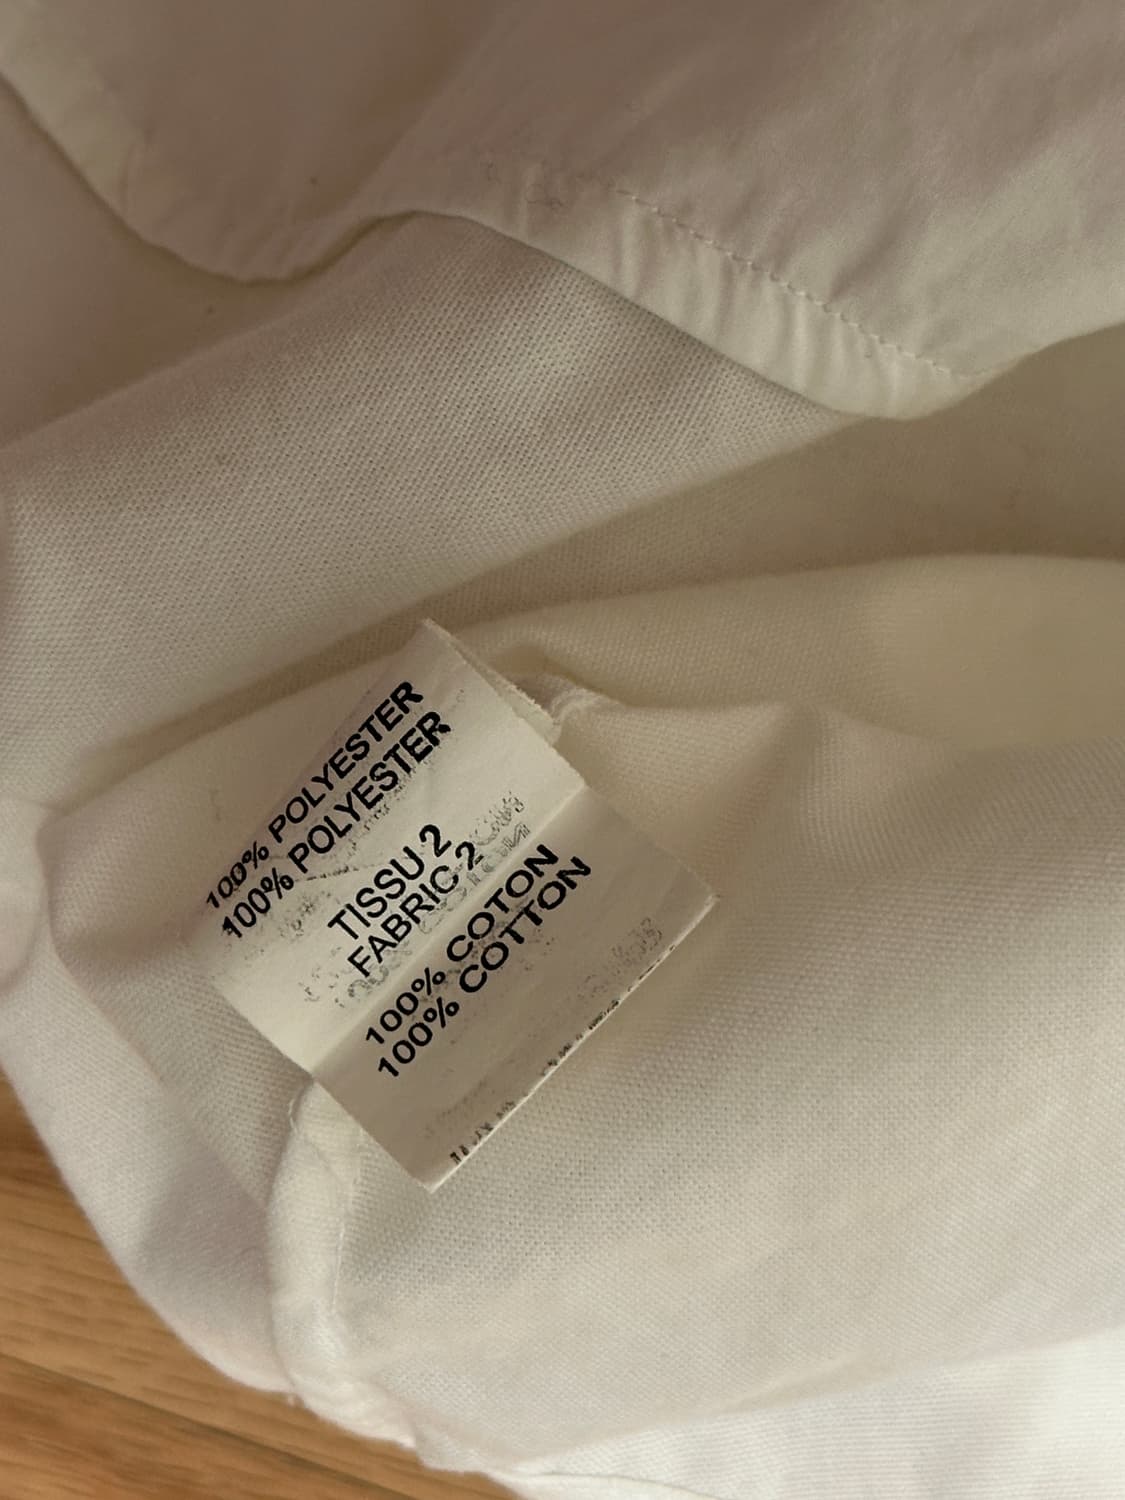 100% POLYESTER
100% POLYESTER
TISSU 2
FABRIC 2
100% COTON
100% COTTON